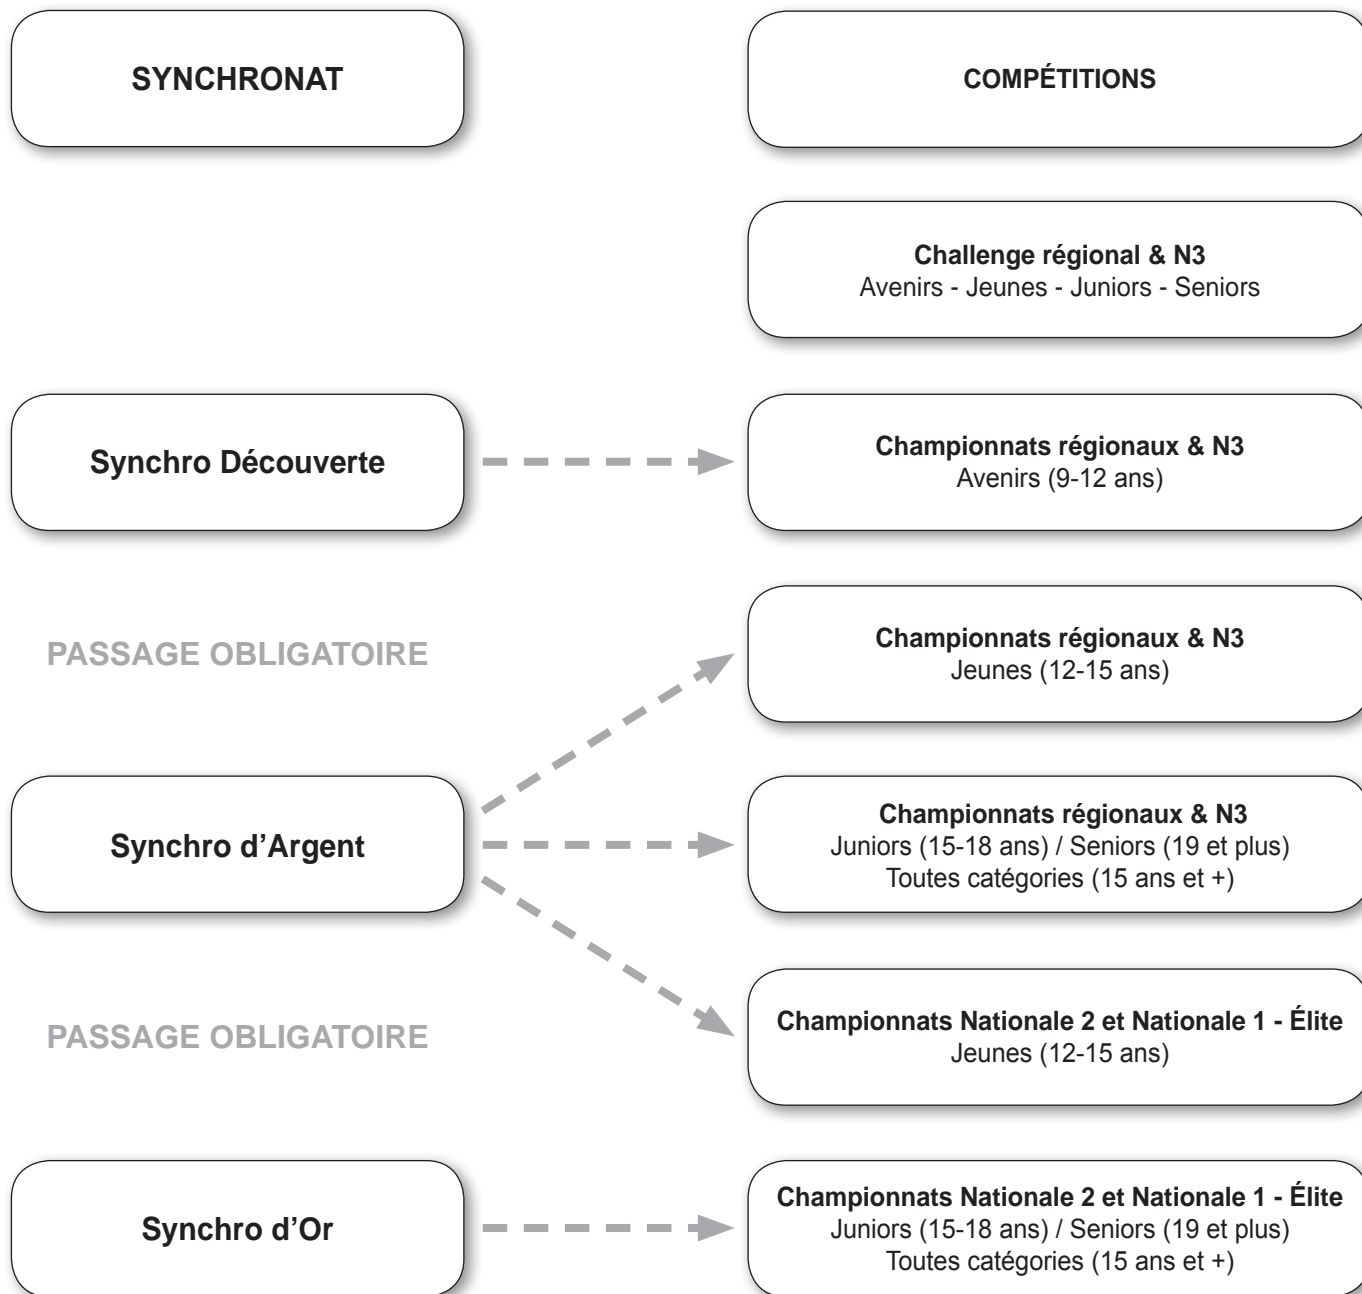 SYNCHRONAT
COMPÉTITIONS
Challenge régional & N3
Avenirs - Jeunes - Juniors - Seniors
Synchro Découverte
Championnats régionaux & N3
Avenirs (9-12 ans)
PASSAGE OBLIGATOIRE
Championnats régionaux & N3
Jeunes (12-15 ans)
Synchro d’Argent
Championnats régionaux & N3
Juniors (15-18 ans) / Seniors (19 et plus)
Toutes catégories (15 ans et +)
PASSAGE OBLIGATOIRE
Championnats Nationale 2 et Nationale 1 - Élite
Jeunes (12-15 ans)
Synchro d’Or
Championnats Nationale 2 et Nationale 1 - Élite
Juniors (15-18 ans) / Seniors (19 et plus)
Toutes catégories (15 ans et +)